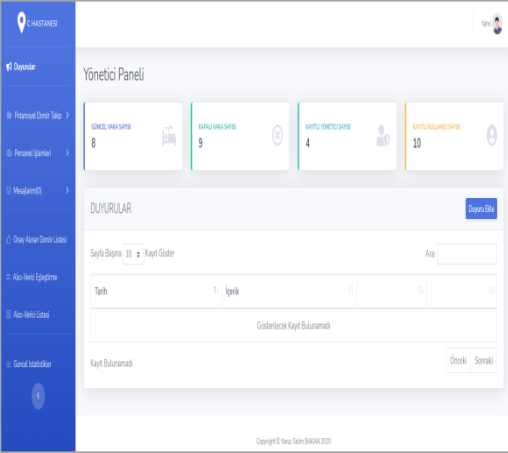 C HASTANESİ
fahri
Duyurular
Potansiyel Donör Takip
Personel İşlemleri
Mesajlarım(0)
Onay Alınan Donör Listesi
Alıcı-Verici Eşleştirme
Alıcı-Verici Listesi
Güncel İstatistikler
Yönetici Paneli
GÜNCEL VAKA SAYISI
8
KAPALI VAKA SAYISI
9
KAYITLI YÖNETİCİ SAYISI
4
KAYITLI KULLANICI SAYISI
10
DUYURULAR
Duyuru Ekle
Sayfa Başına 10 Kayıt Göster
Ara:
Tarih İçerik
Gösterilecek Kayıt Bulunamadı
Kayıt Bulunamadı
Önceki Sonraki
Copyright © Yavuz Selim BAKAN 2020